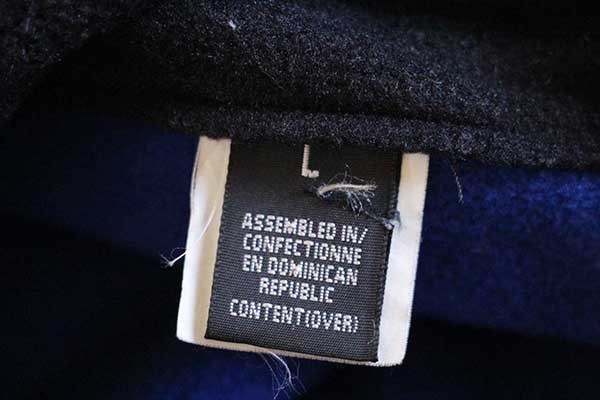 L
ASSEMBLED IN/
CONFECTIONNE
EN DOMINICAN
REPUBLIC
CONTENT(OVER)